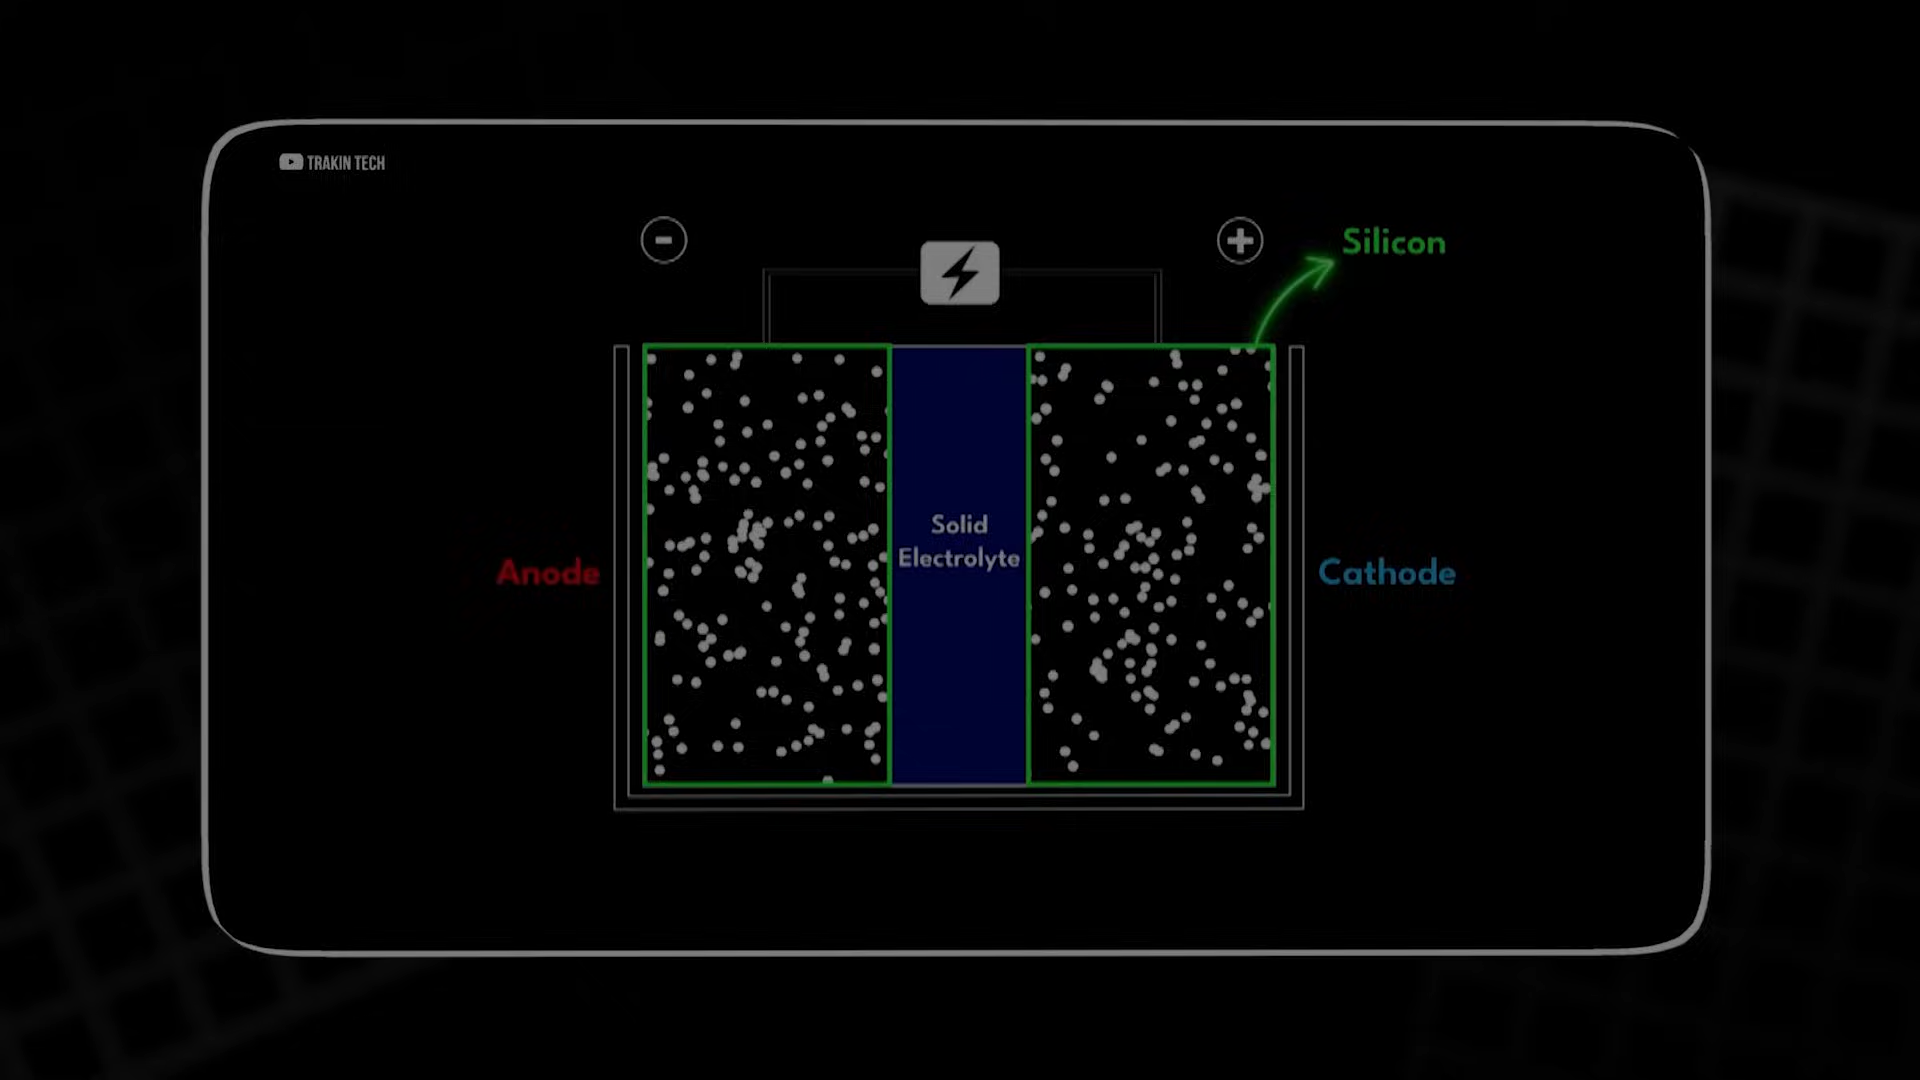 TRAKIN TECH
Silicon
Solid
Electrolyte
Anode
Cathode